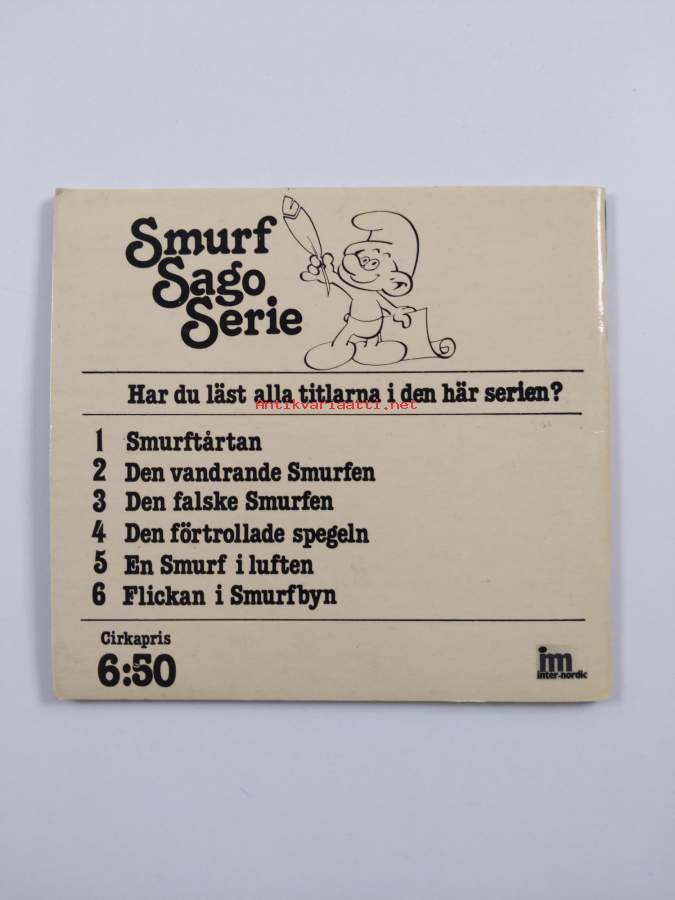 Smurf
Sago
Serie
Har du läst alla titlarna i den här serien?
Antikvariaatti.net
1 Smurftårtan
2 Den vandrande Smurfen
3 Den falske Smurfen
4 Den förtrollade spegeln
5 En Smurf i luften
6 Flickan i Smurfbyn
Cirkapris
6:50
im
inter-nordic